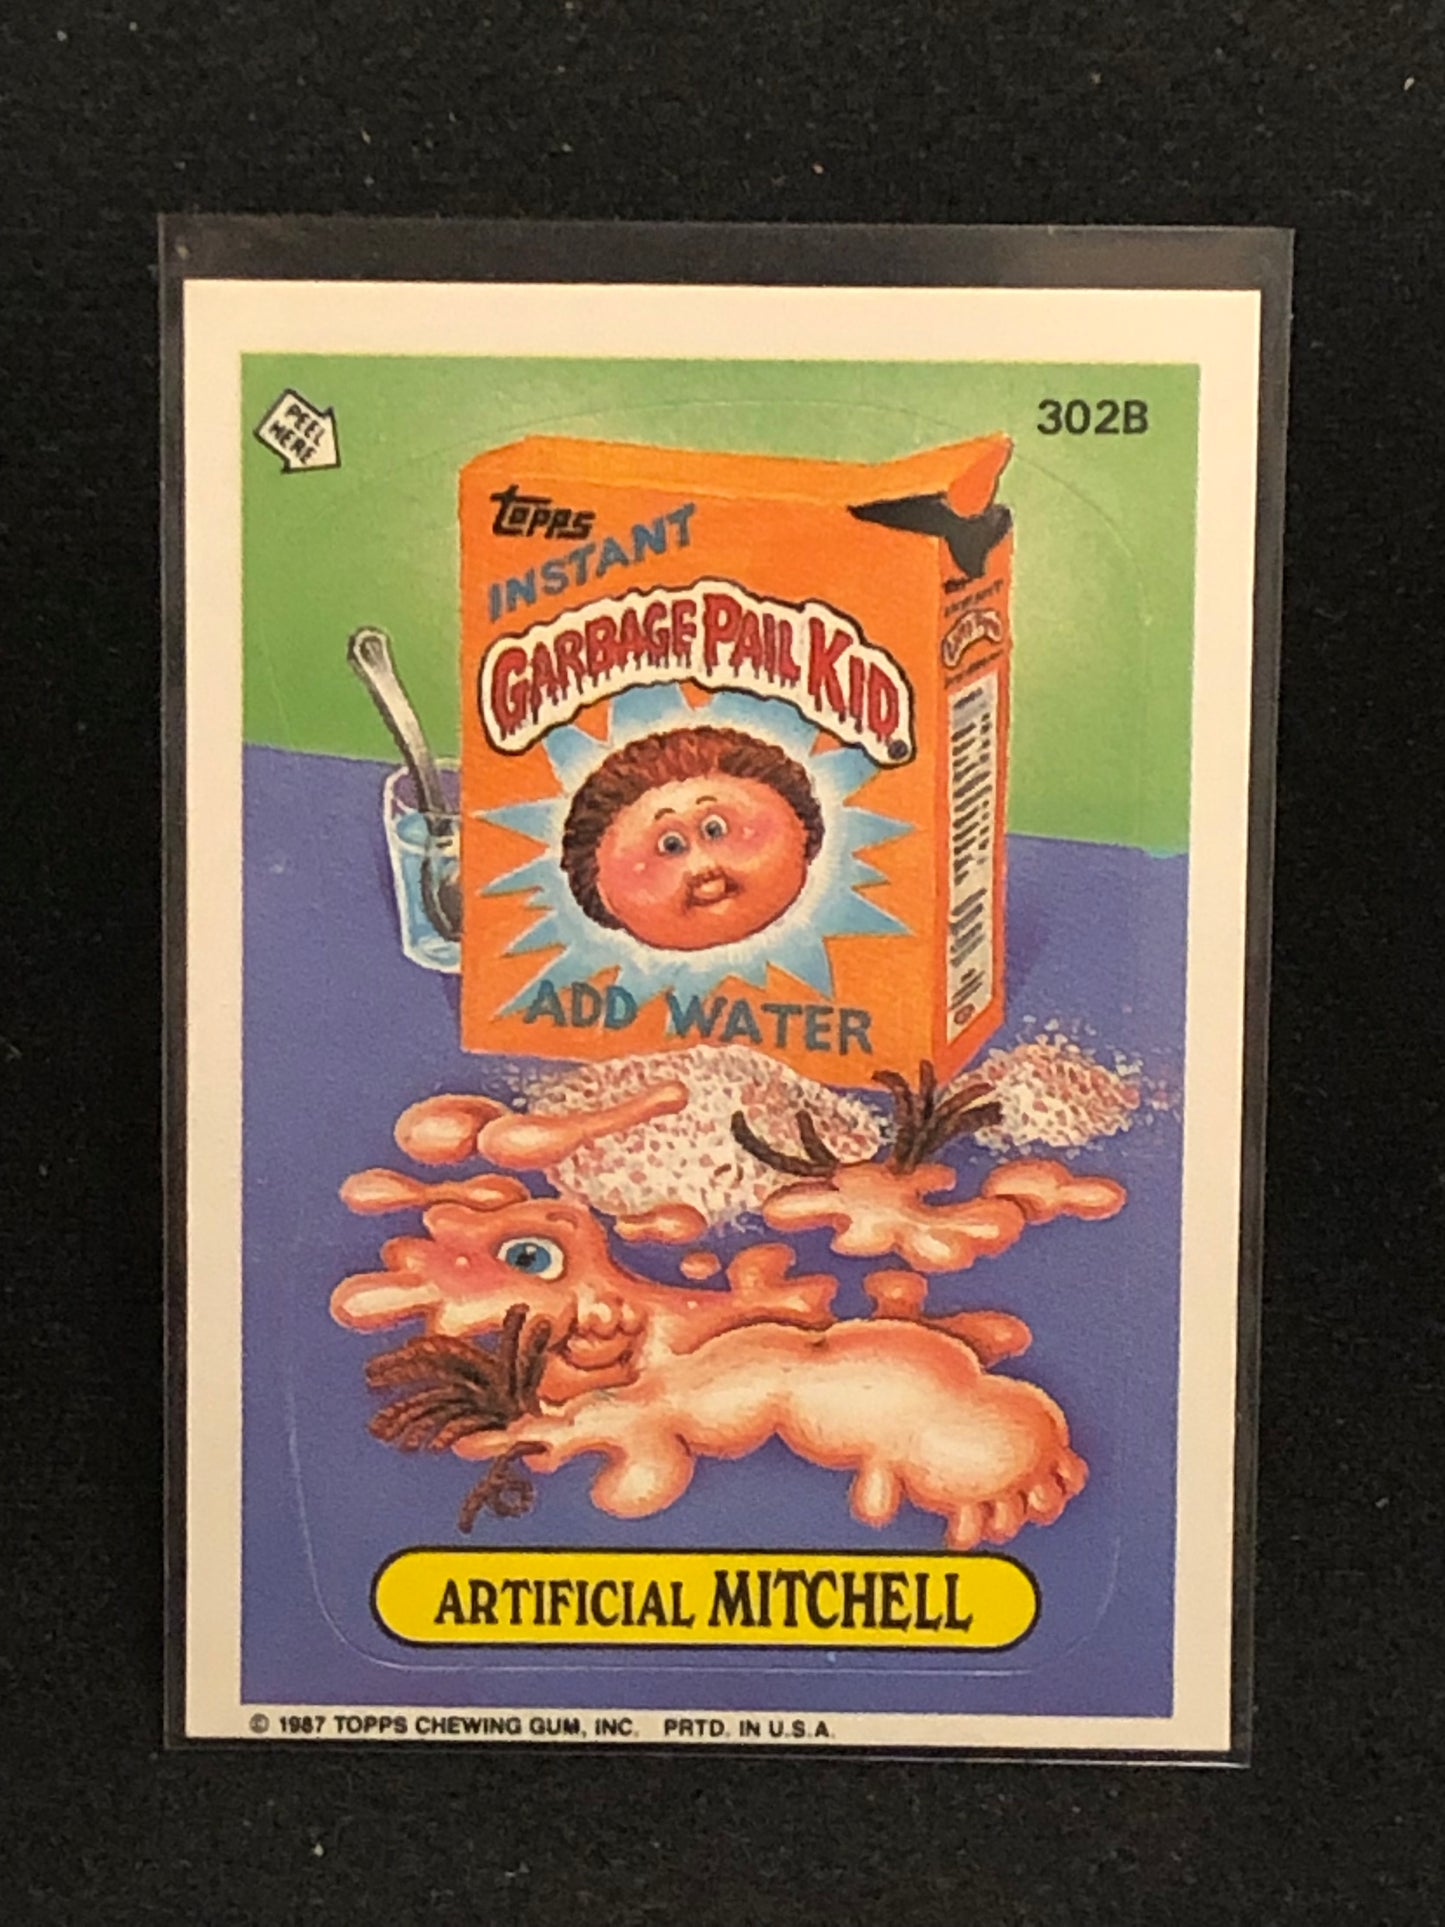 PEEL
HERE
302B
TOPPS
INSTANT
GARBAGE PAIL KID
ADD WATER
ARTIFICIAL MITCHELL
© 1987 TOPPS CHEWING GUM, INC. PRTD. IN U.S.A.